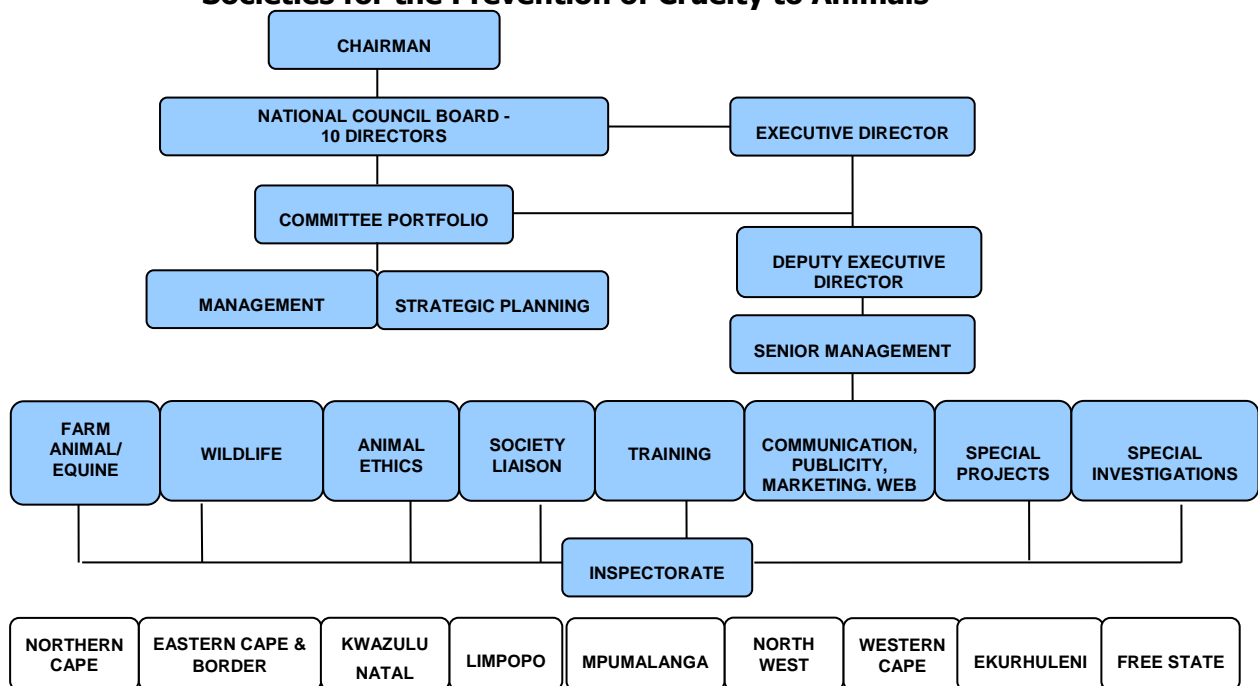 Societies for the Prevention of Cruelty to Animals
CHAIRMAN
NATIONAL COUNCIL BOARD -
10 DIRECTORS
EXECUTIVE DIRECTOR
COMMITTEE PORTFOLIO
DEPUTY EXECUTIVE
DIRECTOR
MANAGEMENT
STRATEGIC PLANNING
SENIOR MANAGEMENT
FARM
ANIMAL/
EQUINE
WILDLIFE
ANIMAL
ETHICS
SOCIETY
LIAISON
TRAINING
COMMUNICATION,
PUBLICITY,
MARKETING. WEB
SPECIAL
PROJECTS
SPECIAL
INVESTIGATIONS
INSPECTORATE
NORTHERN
CAPE
EASTERN CAPE &
BORDER
KWAZULU
NATAL
LIMPOPO
MPUMALANGA
NORTH
WEST
WESTERN
CAPE
EKURHULENI
FREE STATE